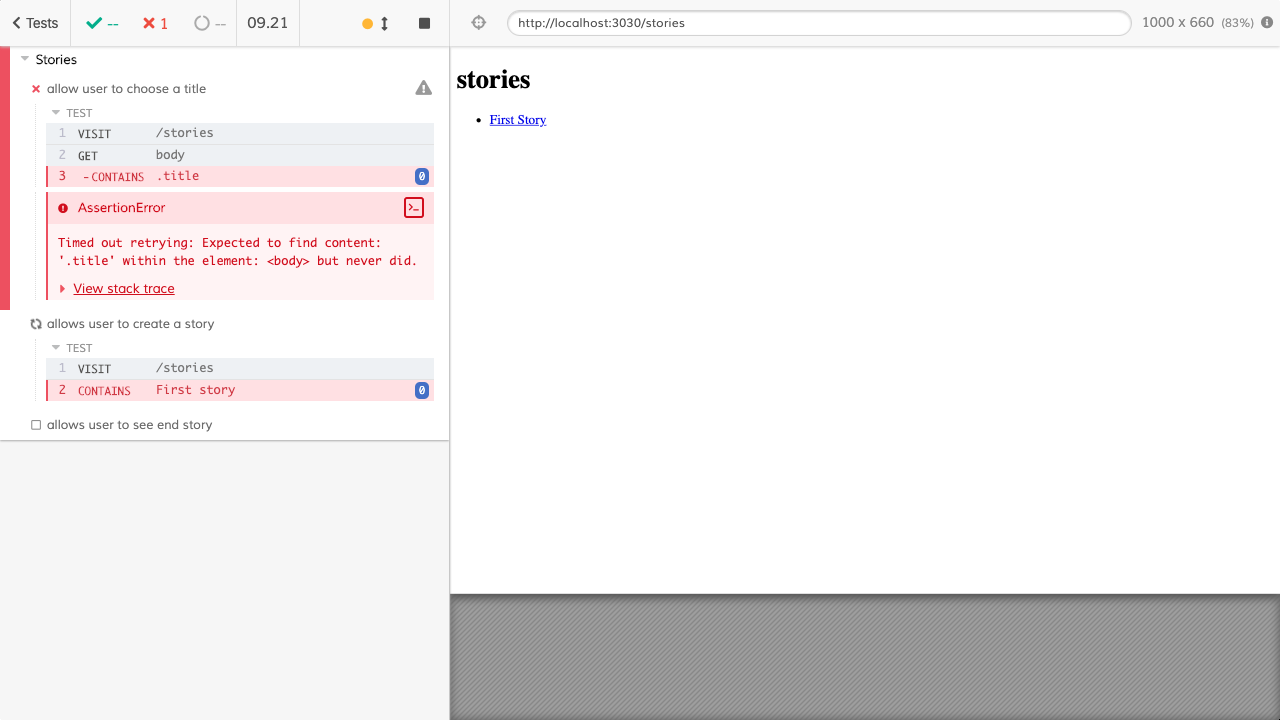 Tests -- 1 -- 09.21
http://localhost:3030/stories 1000 x 660 (83%)
Stories
allow user to choose a title
TEST
1 VISIT /stories
2 GET body
3 -CONTAINS .title 0
AssertionError
Timed out retrying: Expected to find content:
'.title' within the element: <body> but never did.
View stack trace
allows user to create a story
TEST
1 VISIT /stories
2 CONTAINS First story 0
allows user to see end story
stories
First Story